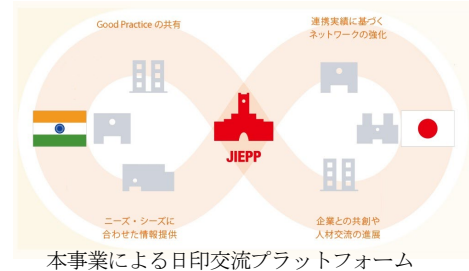 Good Practice の共有
連携実績に基づく
ネットワークの強化
JIEPP
ニーズ・シーズに
合わせた情報提供
企業との共創や
人材交流の進展
本事業による日印交流プラットフォーム